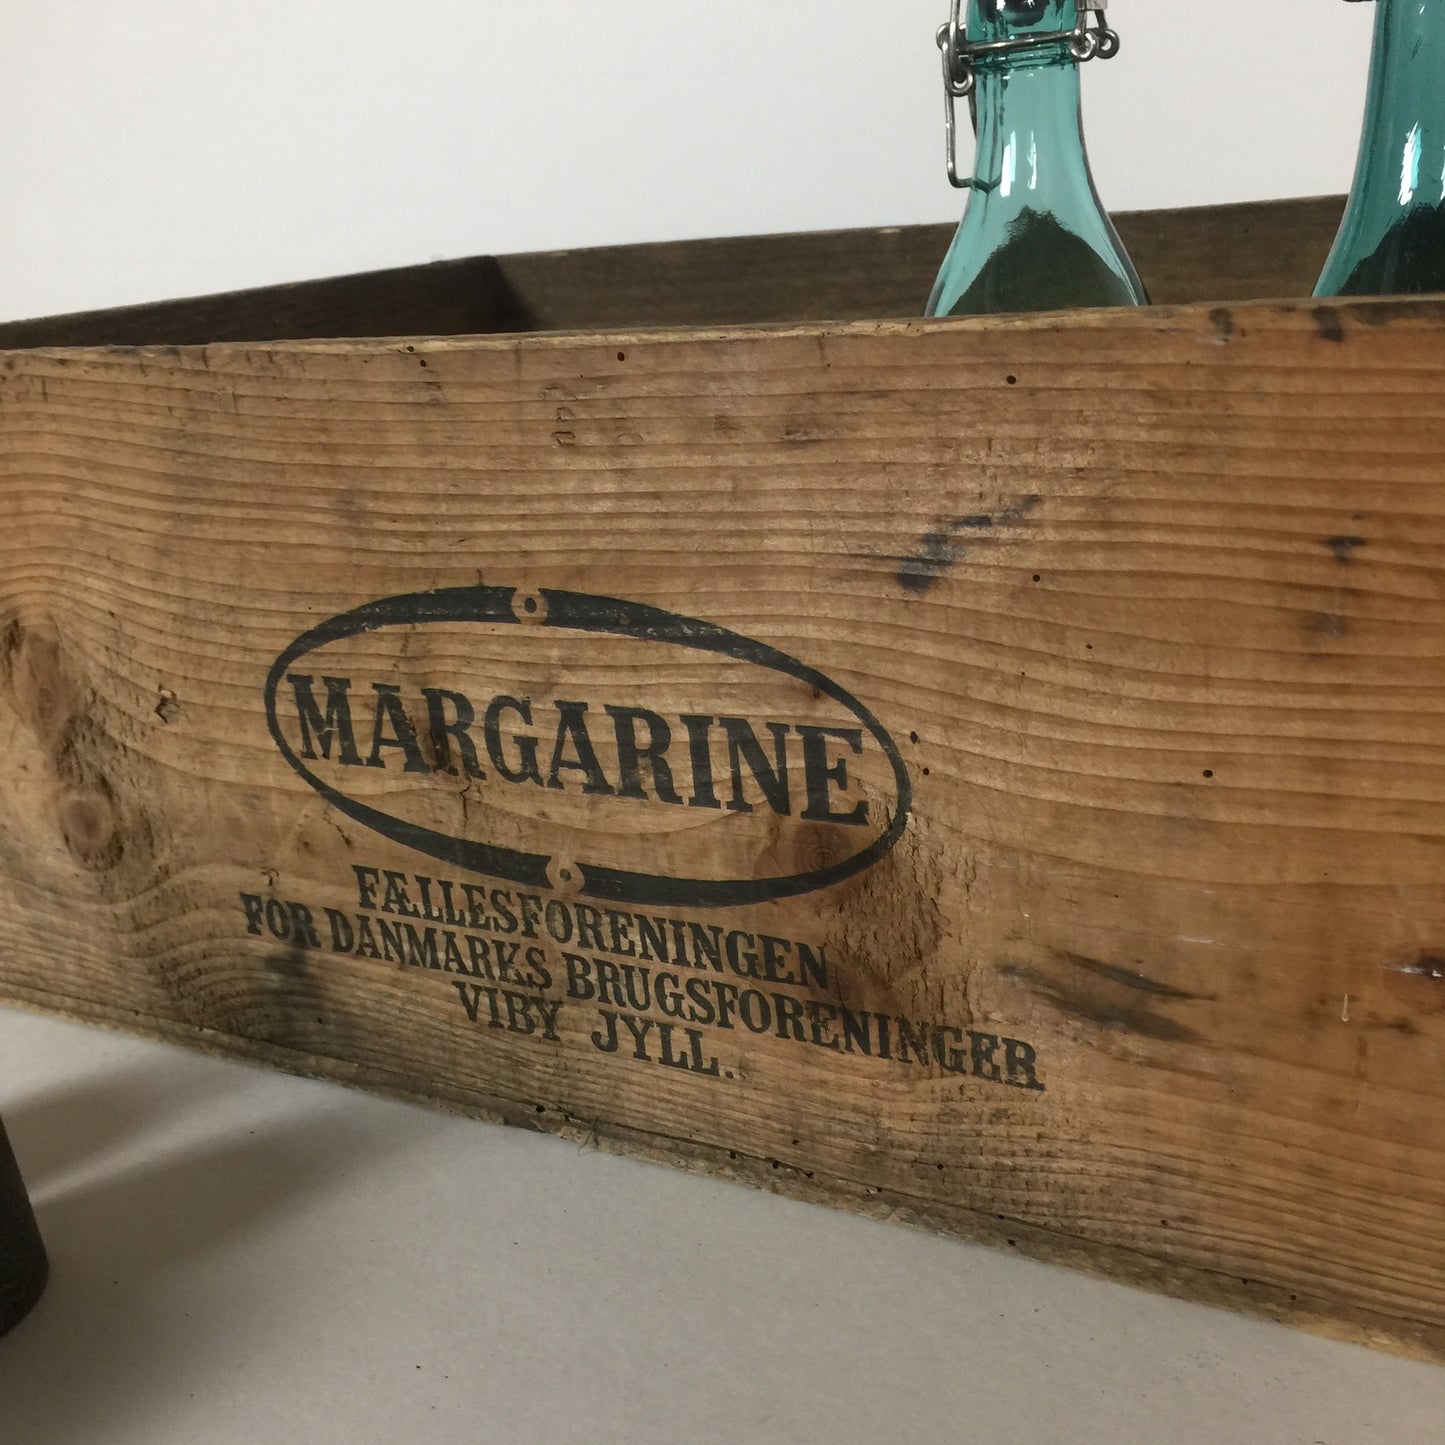 MARGARINE
FÆLLESFORENINGEN
FOR DANMARKS BRUGSFORENINGER
VIBY JYLL.